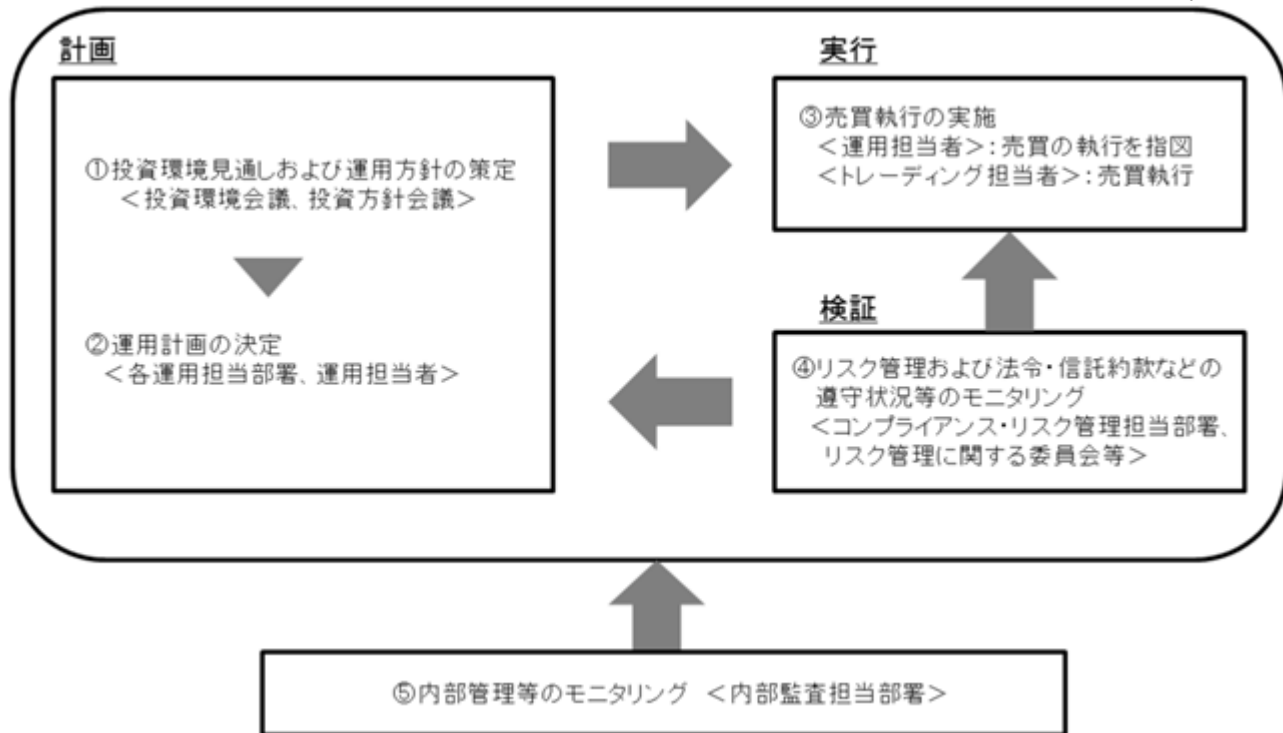 計画
①投資環境見通しおよび運用方針の策定
＜投資環境会議、投資方針会議＞
②運用計画の決定
＜各運用担当部署、運用担当者＞
実行
③売買執行の実施
＜運用担当者＞：売買の執行を指図
＜トレーディング担当者＞：売買執行
検証
④リスク管理および法令・信託約款などの
遵守状況等のモニタリング
＜コンプライアンス・リスク管理担当部署、
リスク管理に関する委員会等＞
⑤内部管理等のモニタリング ＜内部監査担当部署＞